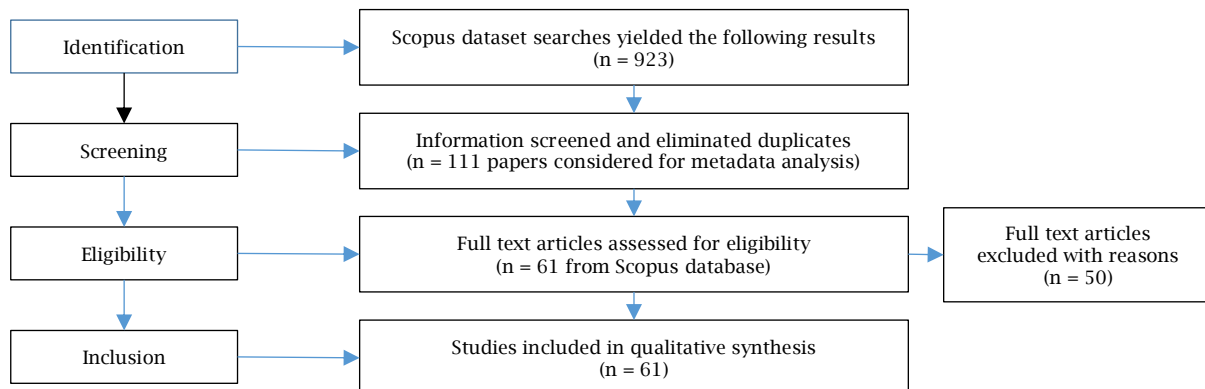 Identification
Scopus dataset searches yielded the following results
(n = 923)
Screening
Information screened and eliminated duplicates
(n = 111 papers considered for metadata analysis)
Eligibility
Full text articles assessed for eligibility
(n = 61 from Scopus database)
Full text articles
excluded with reasons
(n = 50)
Inclusion
Studies included in qualitative synthesis
(n = 61)